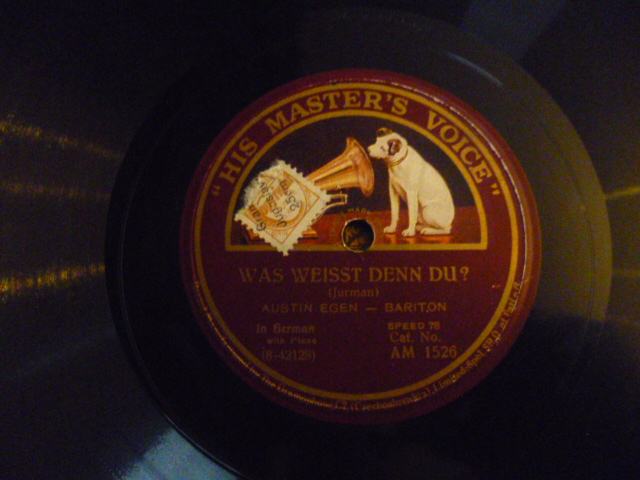 "HIS MASTER'S VOICE"
WAS WEISST DENN DU?
(Jurman)
AUSTIN EGEN — BARITON
In German
with Piano
(8-42128)
SPEED 78
Cat. No.
AM 1526